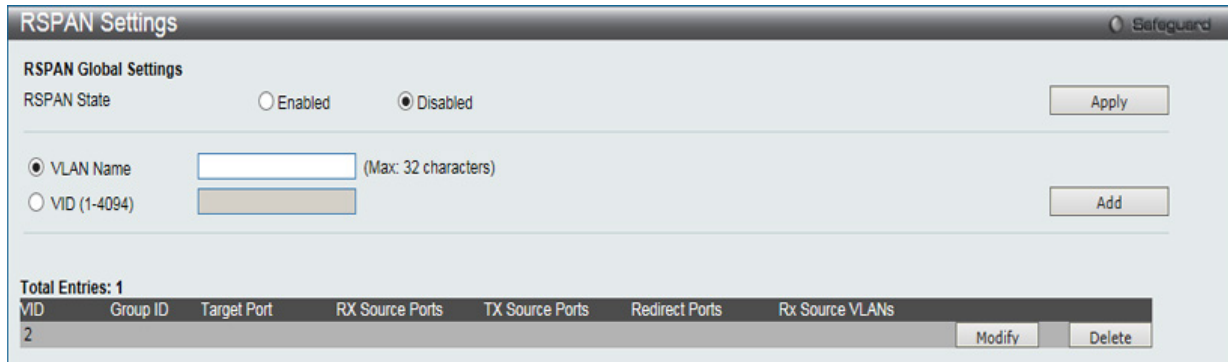 RSPAN Settings Safeguard
RSPAN Global Settings
RSPAN State Enabled Disabled Apply
VLAN Name (Max: 32 characters)
VID (1-4094) Add
Total Entries: 1
VID Group ID Target Port RX Source Ports TX Source Ports Redirect Ports Rx Source VLANs
2 Modify Delete